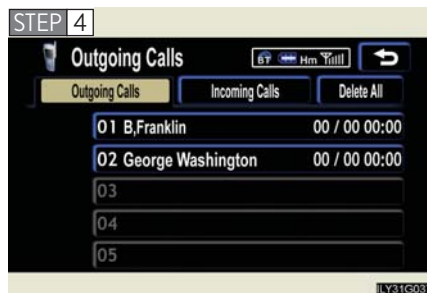 STEP 4
Outgoing Calls BT Hm
Outgoing Calls Incoming Calls Delete All
01 B,Franklin 00 / 00 00:00
02 George Washington 00 / 00 00:00
03
04
05
ILY31G03